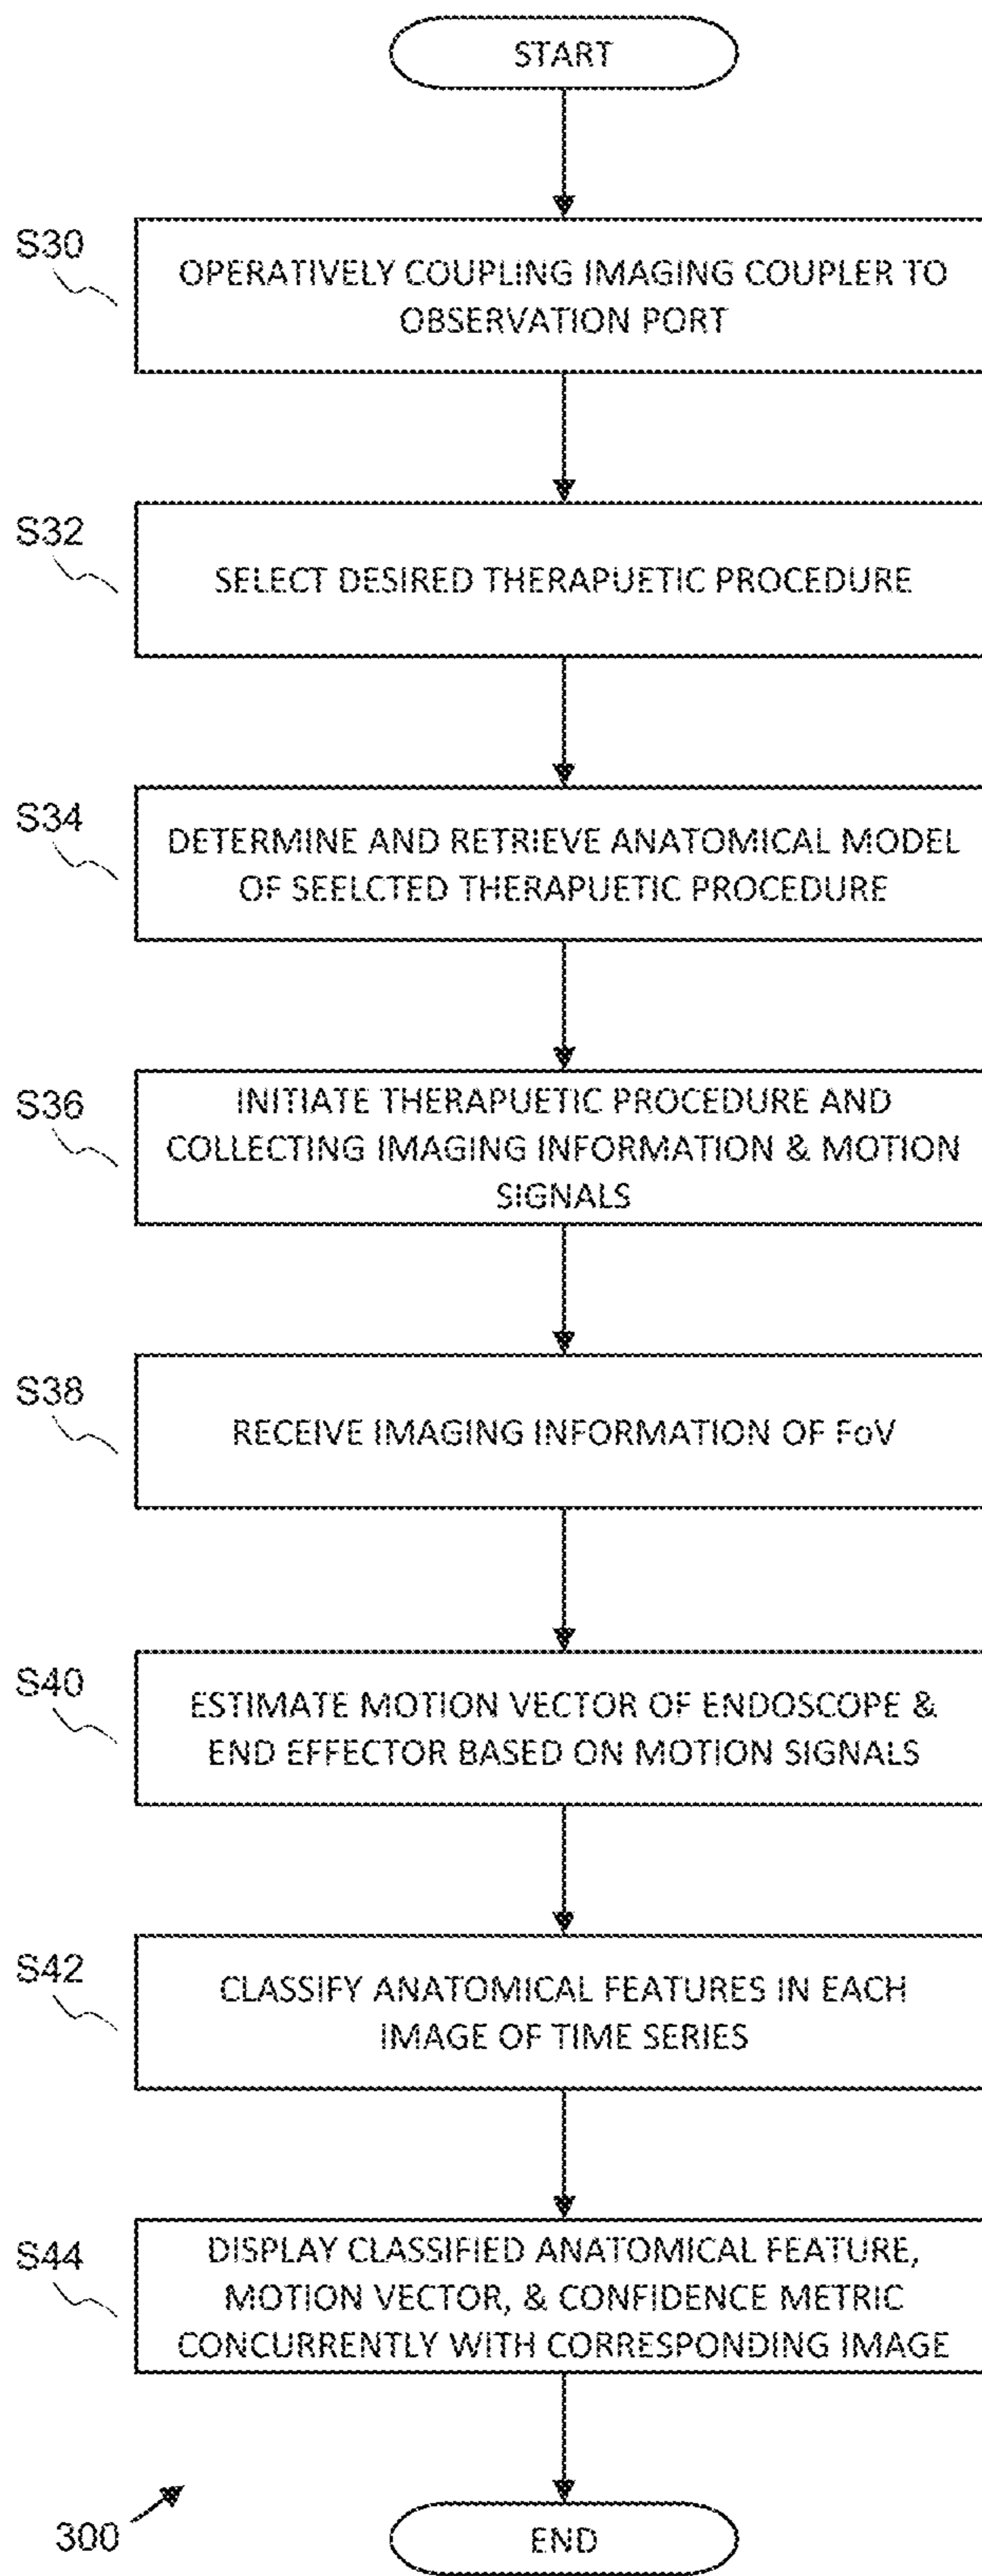 START
S30
OPERATIVELY COUPLING IMAGING COUPLER TO
OBSERVATION PORT
S32
SELECT DESIRED THERAPUETIC PROCEDURE
S34
DETERMINE AND RETRIEVE ANATOMICAL MODEL
OF SEELCTED THERAPUETIC PROCEDURE
S36
INITIATE THERAPUETIC PROCEDURE AND
COLLECTING IMAGING INFORMATION & MOTION
SIGNALS
S38
RECEIVE IMAGING INFORMATION OF FoV
S40
ESTIMATE MOTION VECTOR OF ENDOSCOPE &
END EFFECTOR BASED ON MOTION SIGNALS
S42
CLASSIFY ANATOMICAL FEATURES IN EACH
IMAGE OF TIME SERIES
S44
DISPLAY CLASSIFIED ANATOMICAL FEATURE,
MOTION VECTOR, & CONFIDENCE METRIC
CONCURRENTLY WITH CORRESPONDING IMAGE
300
END